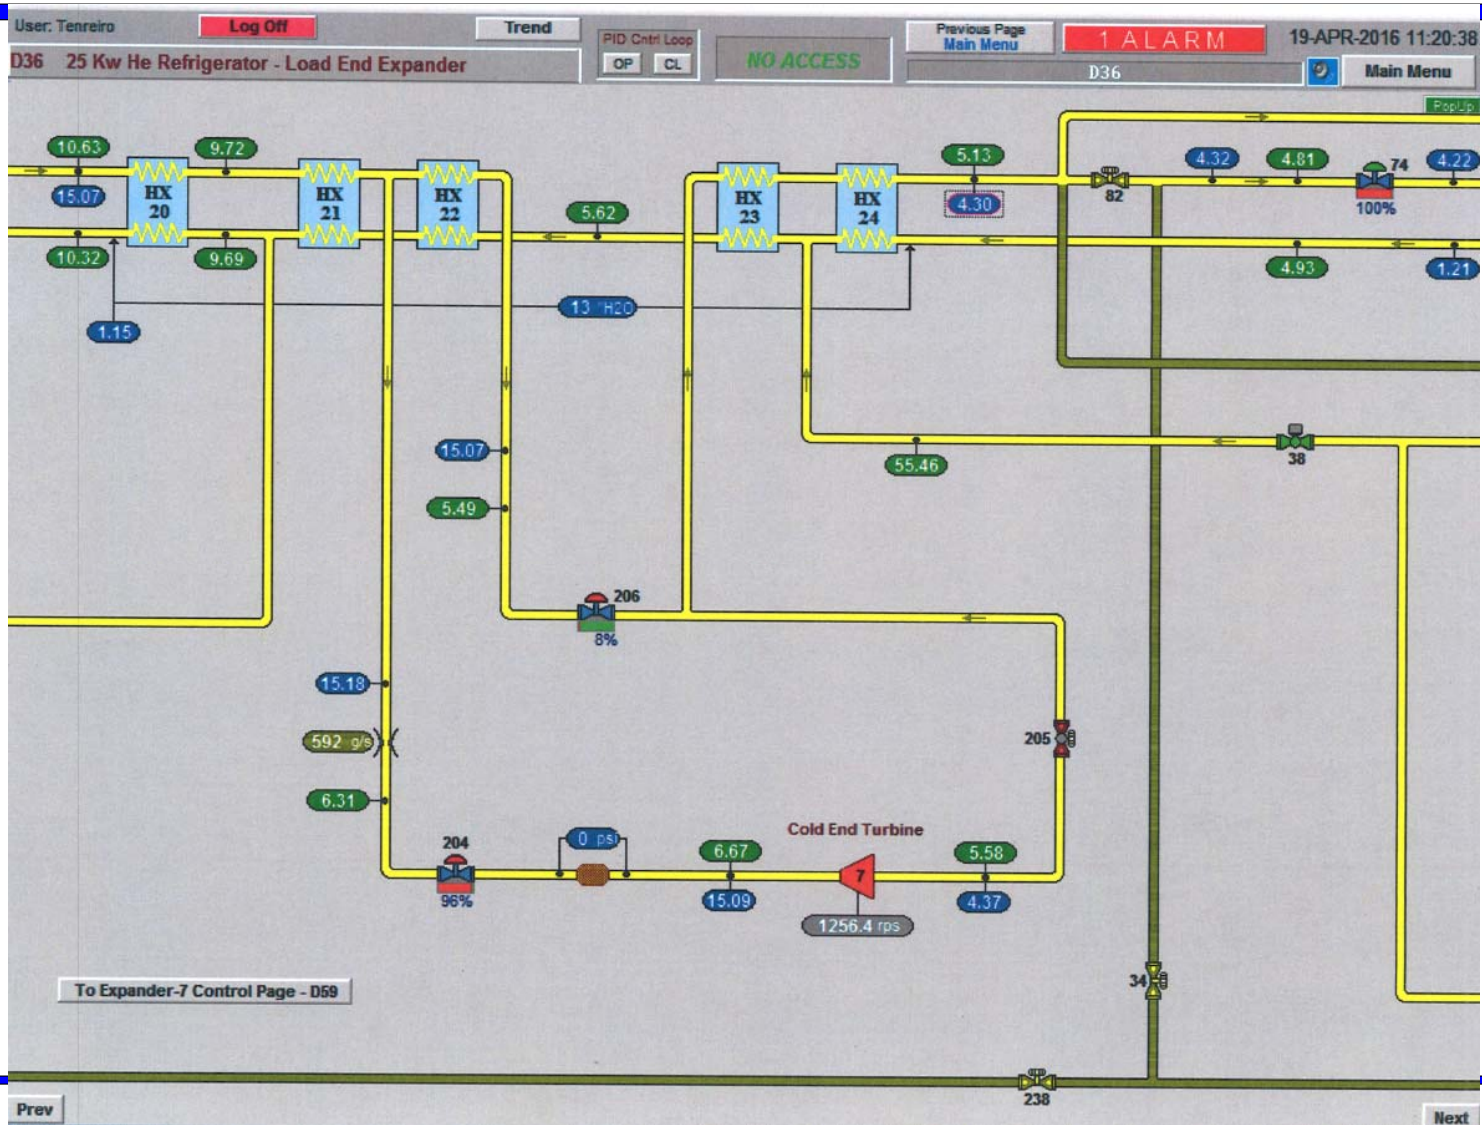 User: Tenreiro
Log Off
Trend
PID Cntrl Loop
OP CL
NO ACCESS
Previous Page
Main Menu
1 ALARM
19-APR-2016 11:20:38
D36 25 Kw He Refrigerator - Load End Expander
D36
Main Menu
PopUp
10.63
9.72
5.13
4.32
4.81
74
4.22
HX
20
HX
21
HX
22
HX
23
HX
24
15.07
4.30
82
100%
5.62
10.32
9.69
4.93
1.21
13 "H2O
1.15
15.07
55.46
38
5.49
206
8%
15.18
592 g/s
205
6.31
Cold End Turbine
204
0 psi
6.67
5.58
7
96%
15.09
4.37
1256.4 rps
To Expander-7 Control Page - D59
34
238
Prev
Next